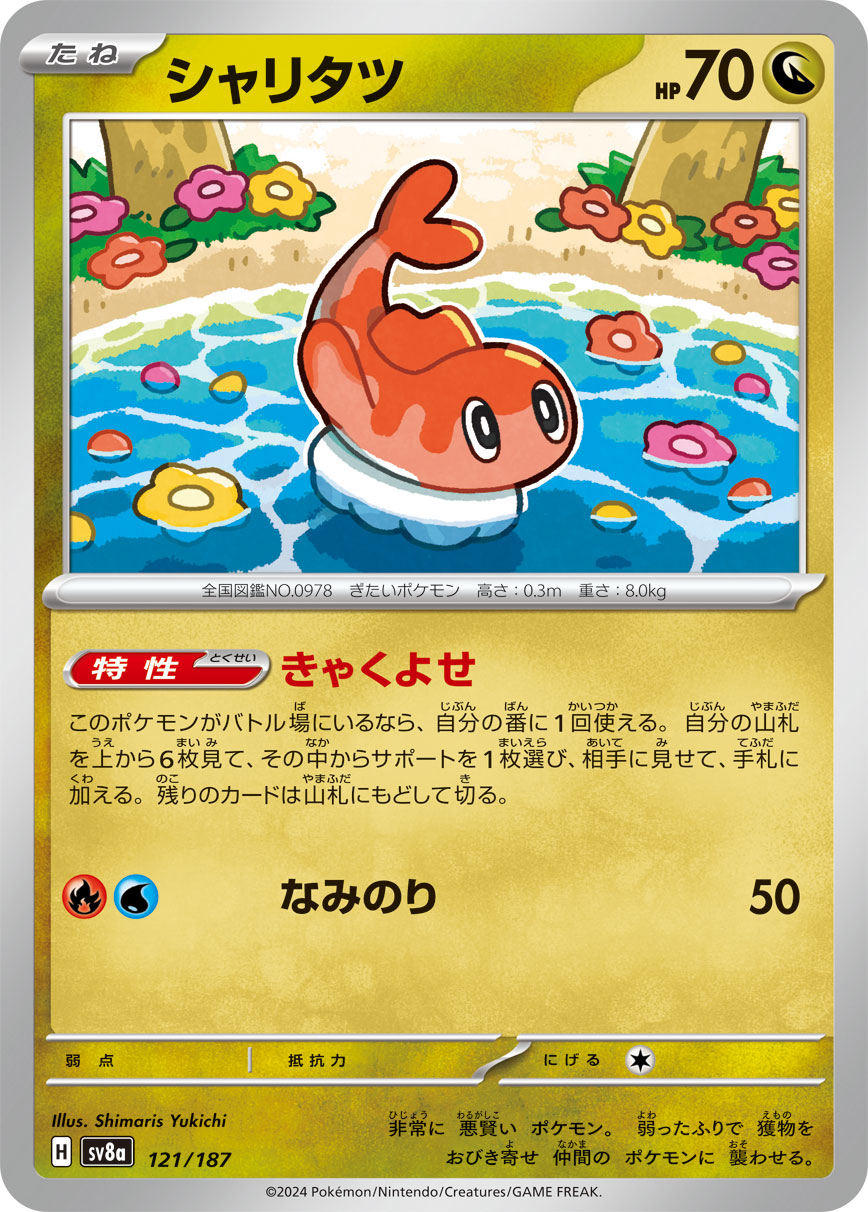 たね
シャリタツ
HP70
全国図鑑NO.0978 ぎたいポケモン 高さ:0.3m 重さ:8.0kg
特性 とくせい きゃくよせ
このポケモンがバトル場にいるなら、自分の番に1回使える。自分の山札
を上から6枚見て、その中からサポートを1枚選び、相手に見せて、手札に
加える。残りのカードは山札にもどして切る。
なみのり 50
弱点 抵抗力 にげる
Illus. Shimaris Yukichi
H sv8a 121/187
非常に 悪賢い ポケモン。 弱ったふりで 獲物を
おびき寄せ 仲間の ポケモンに 襲わせる。
©2024 Pokémon/Nintendo/Creatures/GAME FREAK.